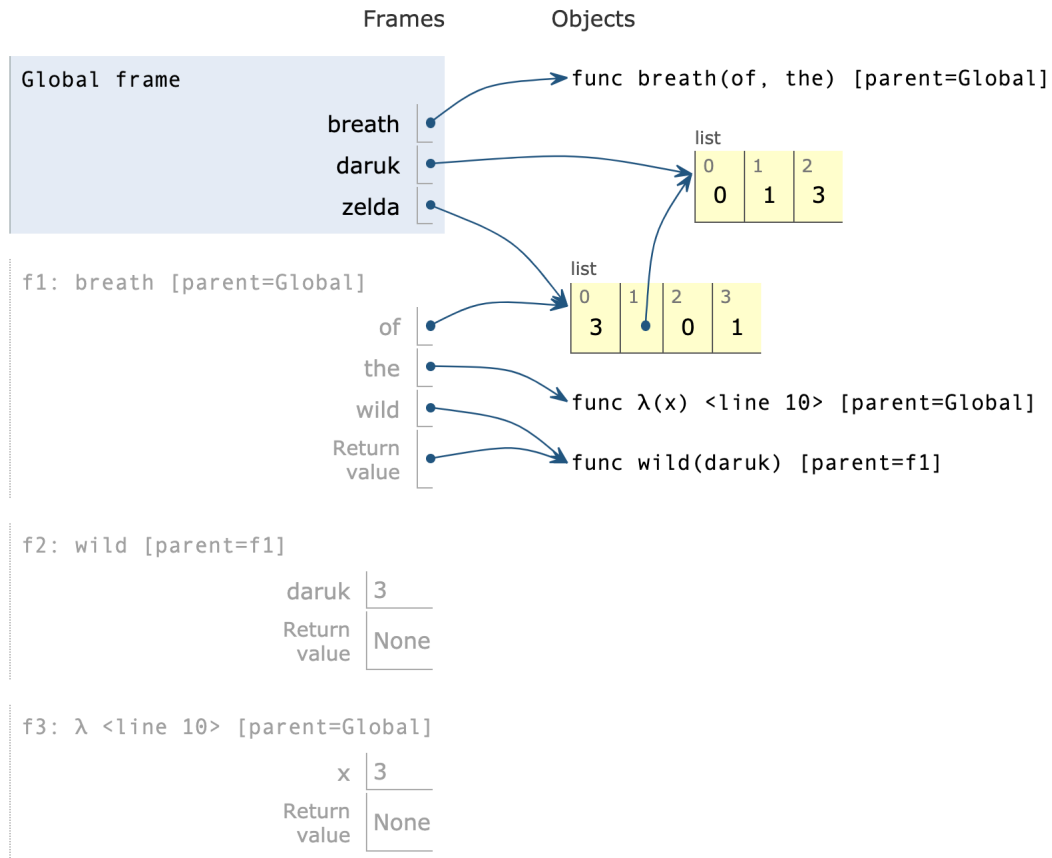 Frames Objects
Global frame
func breath(of, the) [parent=Global]
breath
daruk
zelda
list
0 1 2
0 1 3
f1: breath [parent=Global]
list
0 1 2 3
3 0 1
of
the
wild
Return
value
func λ(x) <line 10> [parent=Global]
func wild(daruk) [parent=f1]
f2: wild [parent=f1]
daruk 3
Return
value
None
f3: λ <line 10> [parent=Global]
x 3
Return
value
None